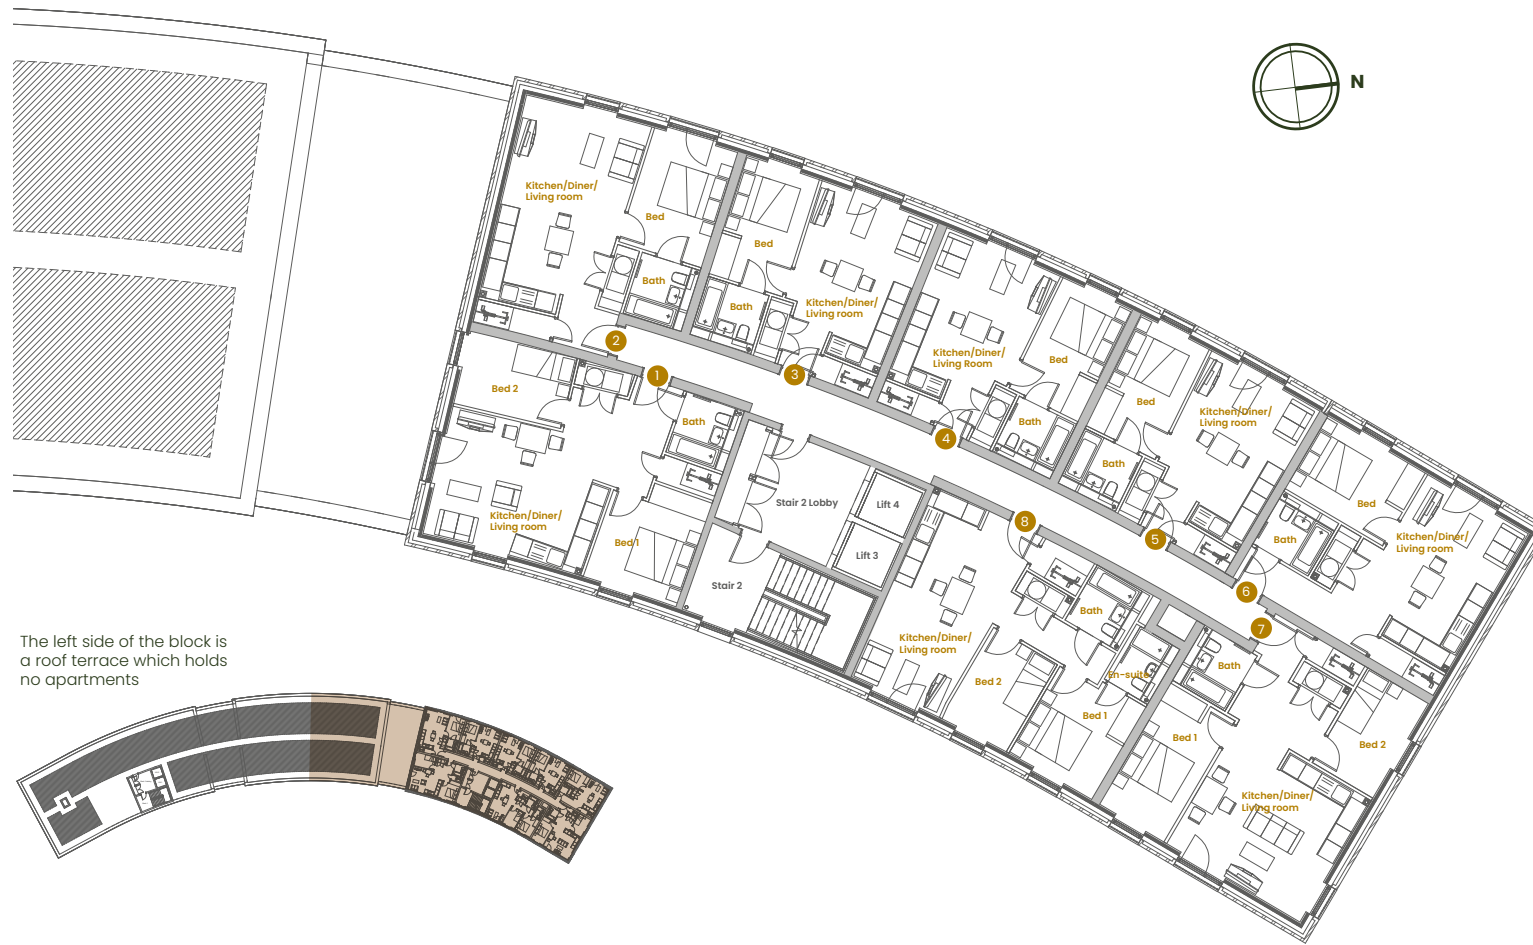 N
Kitchen/Diner/
Living room
Bed
Bath
2
Bed
Bath
Kitchen/Diner/
Living room
3
Kitchen/Diner/
Living Room
Bed
Bath
4
Bed
Bath
Kitchen/Diner/
Living room
5
Bed
Bath
Kitchen/Diner/
Living room
6
1
Bed 2
Bath
Kitchen/Diner/
Living room
Bed 1
Stair 2 Lobby
Lift 4
Lift 3
Stair 2
8
Kitchen/Diner/
Living room
Bath
En-suite
Bed 2
Bed 1
7
Bath
Bed 1
Bed 2
Kitchen/Diner/
Living room
The left side of the block is
a roof terrace which holds
no apartments